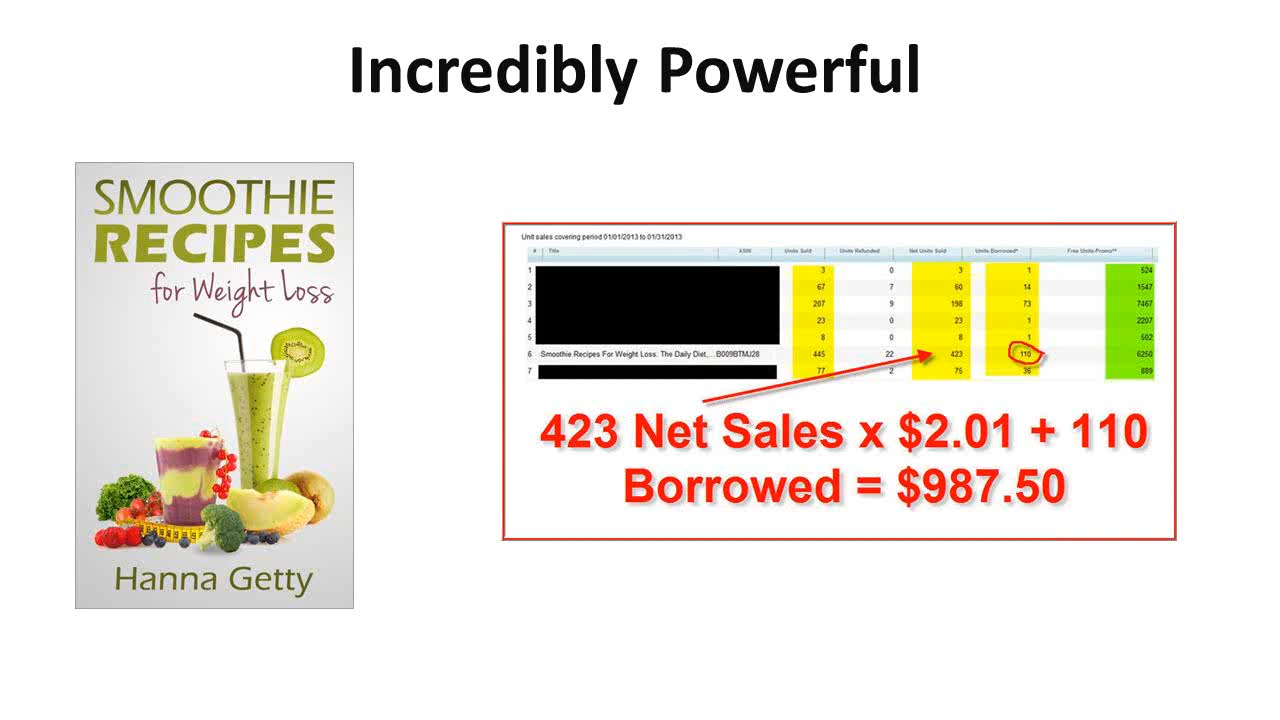 Incredibly Powerful
SMOOTHIE
RECIPES
for Weight Loss
Hanna Getty
Unit sales covering period 01/01/2013 to 01/31/2013
# Title ASIN Units Sold Units Refunded Net Units Sold Units Borrowed* Free Units-Promo**
1 3 0 3 1 524
2 67 7 60 14 1547
3 207 9 198 73 7467
4 23 0 23 1 2207
5 8 0 8 1 502
6 Smoothie Recipes For Weight Loss. The Daily Diet,... B009BTMJ28 445 22 423 110 6250
7 77 2 75 36 889
423 Net Sales x $2.01 + 110
Borrowed = $987.50